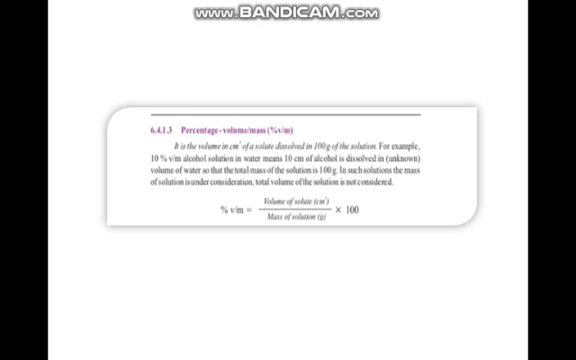 www.BANDICAM.com
6.4.1.3 Percentage - volume/mass (%v/m)
It is the volume in cm³ of a solute dissolved in 100 g of the solution. For example,
10 % v/m alcohol solution in water means 10 cm of alcohol is dissolved in (unknown)
volume of water so that the total mass of the solution is 100 g. In such solutions the mass
of solution is under consideration, total volume of the solution is not considered.
% v/m = Volume of solute (cm³) / Mass of solution (g) × 100